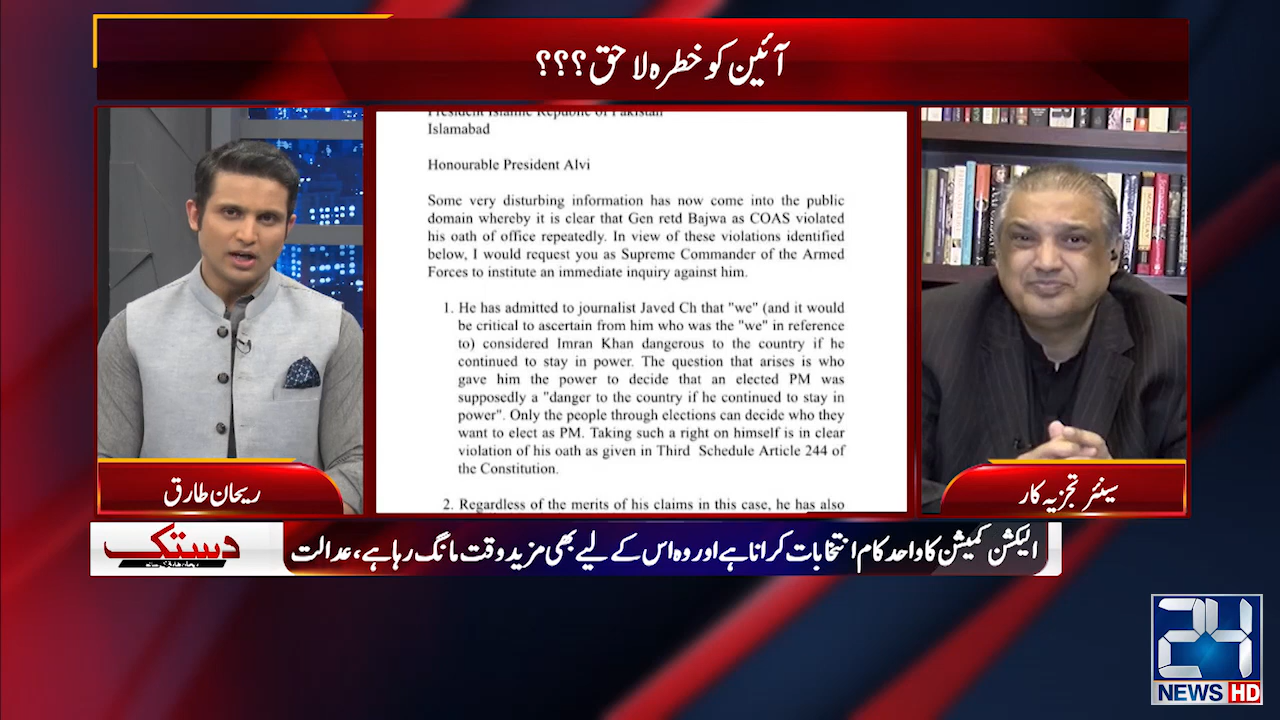 آئین کو خطرہ لاحق ؟؟؟
President Islamic Republic of Pakistan
Islamabad
Honourable President Alvi
Some very disturbing information has now come into the public
domain whereby it is clear that Gen retd Bajwa as COAS violated
his oath of office repeatedly. In view of these violations identified
below, I would request you as Supreme Commander of the Armed
Forces to institute an immediate inquiry against him.
1. He has admitted to journalist Javed Ch that "we" (and it would
be critical to ascertain from him who was the "we" in reference
to) considered Imran Khan dangerous to the country if he
continued to stay in power. The question that arises is who
gave him the power to decide that an elected PM was
supposedly a "danger to the country if he continued to stay in
power". Only the people through elections can decide who they
want to elect as PM. Taking such a right on himself is in clear
violation of his oath as given in Third Schedule Article 244 of
the Constitution.
2. Regardless of the merits of his claims in this case, he has also
ریحان طارق
سینئر تجزیہ کار
دستک
الیکشن کمیشن کا واحد کام انتخابات کرانا ہے اور وہ اس کے لیے بھی مزید وقت مانگ رہا ہے، عدالت
24
NEWS HD